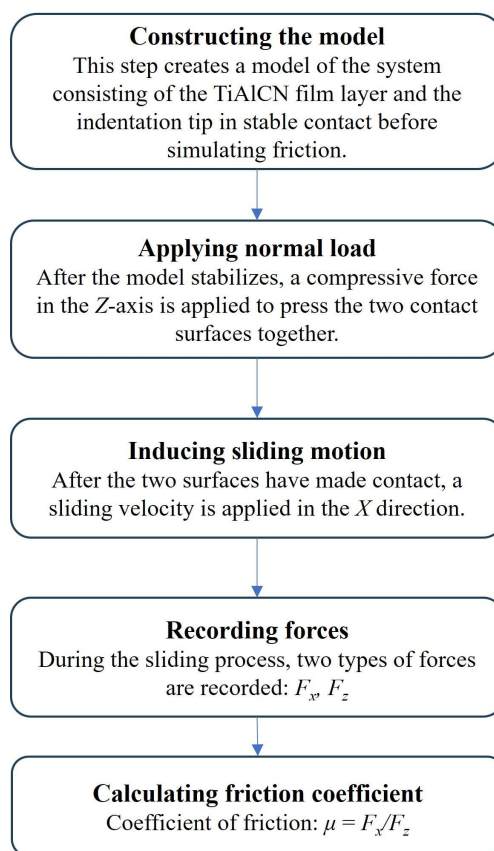 Constructing the model
This step creates a model of the system
consisting of the TiAlCN film layer and the
indentation tip in stable contact before
simulating friction.
Applying normal load
After the model stabilizes, a compressive force
in the Z-axis is applied to press the two contact
surfaces together.
Inducing sliding motion
After the two surfaces have made contact, a
sliding velocity is applied in the X direction.
Recording forces
During the sliding process, two types of forces
are recorded: Fₓ, F_z
Calculating friction coefficient
Coefficient of friction: μ = Fₓ/F_z